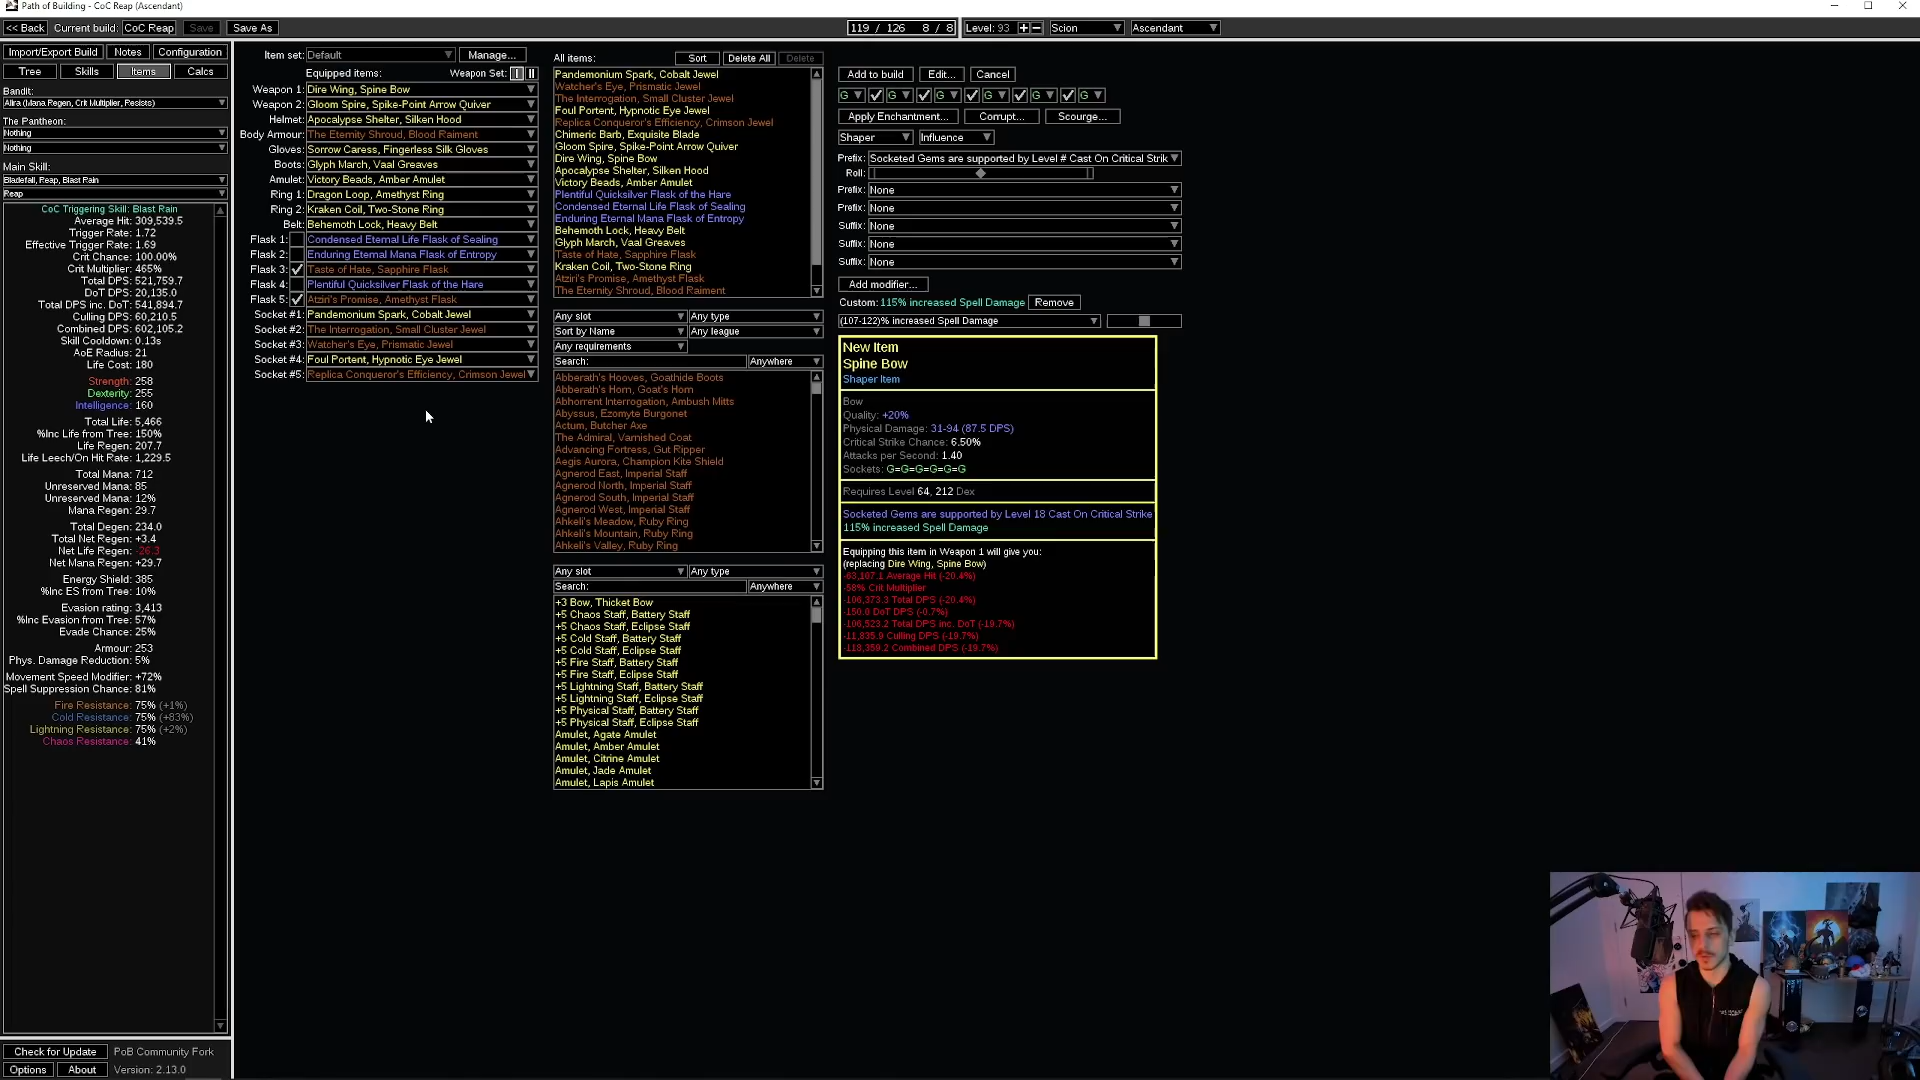 Path of Building - CoC Reap (Ascendant)
<< Back Current build: CoC Reap Save Save As 119 / 126 8 / 8 Level: 93 Scion Ascendant
Import/Export Build Notes Configuration
Tree Skills Items Calcs
Bandit:
Alira (Mana Regen, Crit Multiplier, Resists)
The Pantheon:
Nothing
Nothing
Main Skill:
Bladefall, Reap, Blast Rain
Reap
CoC Triggering Skill: Blast Rain
Average Hit: 309,539.5
Trigger Rate: 1.72
Effective Trigger Rate: 1.69
Crit Chance: 100.00%
Crit Multiplier: 465%
Total DPS: 521,759.7
DoT DPS: 20,135.0
Total DPS inc. DoT: 541,894.7
Culling DPS: 60,210.5
Combined DPS: 602,105.2
Skill Cooldown: 0.13s
AoE Radius: 21
Life Cost: 180
Strength: 258
Dexterity: 255
Intelligence: 160
Total Life: 5,466
%Inc Life from Tree: 150%
Life Regen: 207.7
Life Leech/On Hit Rate: 1,229.5
Total Mana: 712
Unreserved Mana: 85
Unreserved Mana: 12%
Mana Regen: 29.7
Total Degen: 234.0
Total Net Regen: +3.4
Net Life Regen: -26.3
Net Mana Regen: +29.7
Energy Shield: 385
%Inc ES from Tree: 10%
Evasion rating: 3,413
%Inc Evasion from Tree: 57%
Evade Chance: 25%
Armour: 253
Phys. Damage Reduction: 5%
Movement Speed Modifier: +72%
Spell Suppression Chance: 81%
Fire Resistance: 75% (+1%)
Cold Resistance: 75% (+83%)
Lightning Resistance: 75% (+2%)
Chaos Resistance: 41%
Check for Update PoB Community Fork
Options About Version: 2.13.0
Item set: Default Manage...
Equipped items: Weapon Set: I II
Weapon 1: Dire Wing, Spine Bow
Weapon 2: Gloom Spire, Spike-Point Arrow Quiver
Helmet: Apocalypse Shelter, Silken Hood
Body Armour: The Eternity Shroud, Blood Raiment
Gloves: Sorrow Caress, Fingerless Silk Gloves
Boots: Glyph March, Vaal Greaves
Amulet: Victory Beads, Amber Amulet
Ring 1: Dragon Loop, Amethyst Ring
Ring 2: Kraken Coil, Two-Stone Ring
Belt: Behemoth Lock, Heavy Belt
Flask 1: Condensed Eternal Life Flask of Sealing
Flask 2: Enduring Eternal Mana Flask of Entropy
Flask 3: Taste of Hate, Sapphire Flask
Flask 4: Plentiful Quicksilver Flask of the Hare
Flask 5: Atziri's Promise, Amethyst Flask
Socket #1: Pandemonium Spark, Cobalt Jewel
Socket #2: The Interrogation, Small Cluster Jewel
Socket #3: Watcher's Eye, Prismatic Jewel
Socket #4: Foul Portent, Hypnotic Eye Jewel
Socket #5: Replica Conqueror's Efficiency, Crimson Jewel
All items: Sort Delete All Delete
Pandemonium Spark, Cobalt Jewel
Watcher's Eye, Prismatic Jewel
The Interrogation, Small Cluster Jewel
Foul Portent, Hypnotic Eye Jewel
Replica Conqueror's Efficiency, Crimson Jewel
Chimeric Barb, Exquisite Blade
Gloom Spire, Spike-Point Arrow Quiver
Dire Wing, Spine Bow
Apocalypse Shelter, Silken Hood
Victory Beads, Amber Amulet
Plentiful Quicksilver Flask of the Hare
Condensed Eternal Life Flask of Sealing
Enduring Eternal Mana Flask of Entropy
Behemoth Lock, Heavy Belt
Glyph March, Vaal Greaves
Taste of Hate, Sapphire Flask
Kraken Coil, Two-Stone Ring
Atziri's Promise, Amethyst Flask
The Eternity Shroud, Blood Raiment
Any slot Any type
Sort by Name Any league
Any requirements
Search: Anywhere
Abberath's Hooves, Goathide Boots
Abberath's Horn, Goat's Horn
Abhorrent Interrogation, Ambush Mitts
Abyssus, Ezomyte Burgonet
Actum, Butcher Axe
The Admiral, Varnished Coat
Advancing Fortress, Gut Ripper
Aegis Aurora, Champion Kite Shield
Agnerod East, Imperial Staff
Agnerod North, Imperial Staff
Agnerod South, Imperial Staff
Agnerod West, Imperial Staff
Ahkeli's Meadow, Ruby Ring
Ahkeli's Mountain, Ruby Ring
Ahkeli's Valley, Ruby Ring
Any slot Any type
Search: Anywhere
+3 Bow, Thicket Bow
+5 Chaos Staff, Battery Staff
+5 Chaos Staff, Eclipse Staff
+5 Cold Staff, Battery Staff
+5 Cold Staff, Eclipse Staff
+5 Fire Staff, Battery Staff
+5 Fire Staff, Eclipse Staff
+5 Lightning Staff, Battery Staff
+5 Lightning Staff, Eclipse Staff
+5 Physical Staff, Battery Staff
+5 Physical Staff, Eclipse Staff
Amulet, Agate Amulet
Amulet, Amber Amulet
Amulet, Citrine Amulet
Amulet, Jade Amulet
Amulet, Lapis Amulet
Add to build Edit... Cancel
G G G G G G
Apply Enchantment... Corrupt... Scourge...
Shaper Influence
Prefix: Socketed Gems are supported by Level # Cast On Critical Strik
Roll:
Prefix: None
Prefix: None
Suffix: None
Suffix: None
Suffix: None
Add modifier...
Custom: 115% increased Spell Damage Remove
(107-122)% increased Spell Damage
New Item
Spine Bow
Shaper Item
Bow
Quality: +20%
Physical Damage: 31-94 (87.5 DPS)
Critical Strike Chance: 6.50%
Attacks per Second: 1.40
Sockets: G=G=G=G=G=G
Requires Level 64, 212 Dex
Socketed Gems are supported by Level 18 Cast On Critical Strike
115% increased Spell Damage
Equipping this item in Weapon 1 will give you:
(replacing Dire Wing, Spine Bow)
-63,107.1 Average Hit (-20.4%)
-58% Crit Multiplier
-106,373.3 Total DPS (-20.4%)
-150.0 DoT DPS (-0.7%)
-106,523.2 Total DPS inc. DoT (-19.7%)
-11,835.9 Culling DPS (-19.7%)
-118,359.2 Combined DPS (-19.7%)